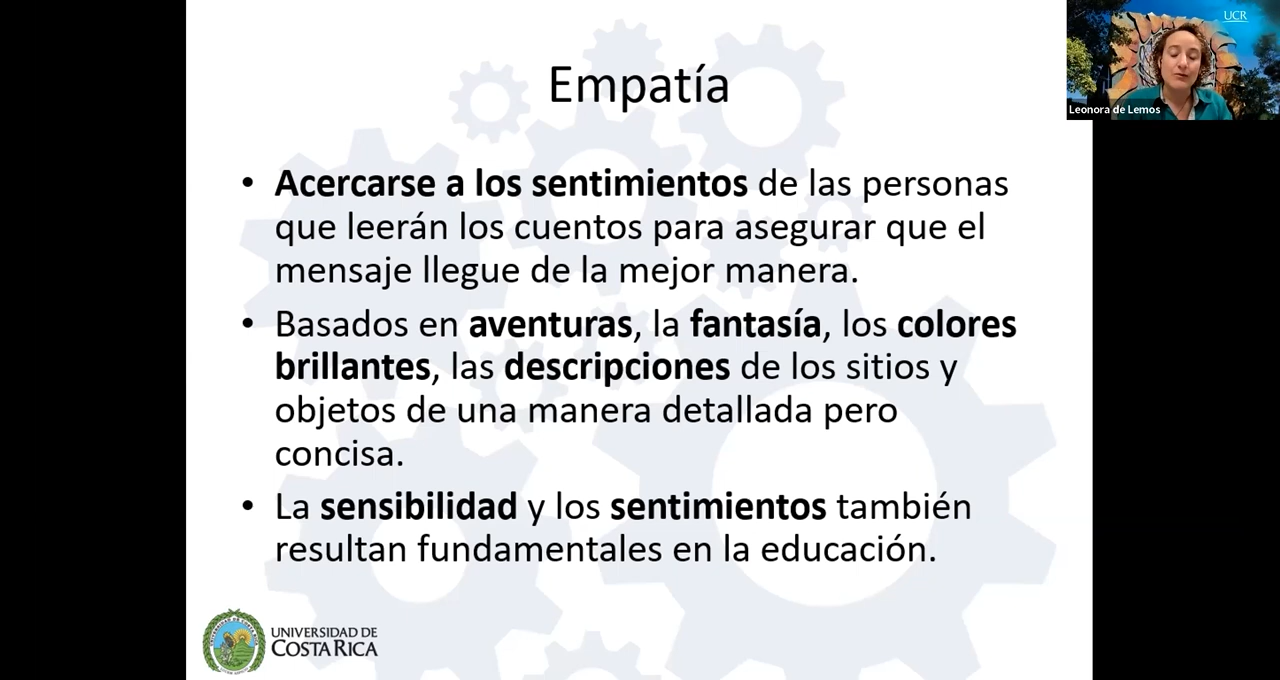 Empatía
• Acercarse a los sentimientos de las personas
que leerán los cuentos para asegurar que el
mensaje llegue de la mejor manera.
• Basados en aventuras, la fantasía, los colores
brillantes, las descripciones de los sitios y
objetos de una manera detallada pero
concisa.
• La sensibilidad y los sentimientos también
resultan fundamentales en la educación.
UNIVERSIDAD DE
COSTA RICA
UCR
Leonora de Lemos